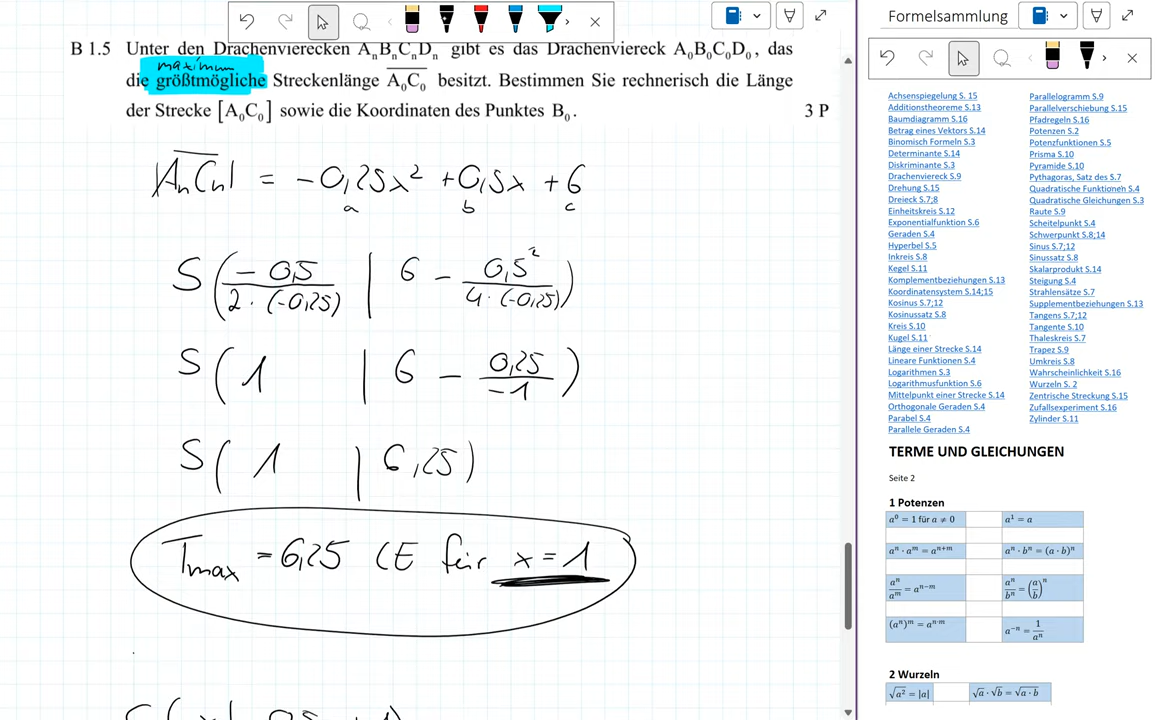 Formelsammlung
B 1.5 Unter den Drachenvierecken AₙBₙCₙDₙ gibt es das Drachenviereck A₀B₀C₀D₀, das
maximum
die größtmögliche Streckenlänge A₀C₀ besitzt. Bestimmen Sie rechnerisch die Länge
der Strecke [A₀C₀] sowie die Koordinaten des Punktes B₀. 3 P
|AₙCₙ| = -0,25x² +0,5x +6
a b c
S( -0,5 / 2·(-0,25) | 6 - 0,5² / 4·(-0,25) )
S( 1 | 6 - 0,25 / -1 )
S( 1 | 6,25 )
Tmax = 6,25 LE für x = 1
Achsenspiegelung S. 15
Additionstheoreme S.13
Baumdiagramm S.16
Betrag eines Vektors S.14
Binomisch Formeln S.3
Determinante S.14
Diskriminante S.3
Drachenviereck S.9
Drehung S.15
Dreieck S.7;8
Einheitskreis S.12
Exponentialfunktion S.6
Geraden S.4
Hyperbel S.5
Inkreis S.8
Kegel S.11
Komplementbeziehungen S.13
Koordinatensystem S.14;15
Kosinus S.7;12
Kosinussatz S.8
Kreis S.10
Kugel S.11
Länge einer Strecke S.14
Lineare Funktionen S.4
Logarithmen S.3
Logarithmusfunktion S.6
Mittelpunkt einer Strecke S.14
Orthogonale Geraden S.4
Parabel S.4
Parallele Geraden S.4
Parallelogramm S.9
Parallelverschiebung S.15
Pfadregeln S.16
Potenzen S.2
Potenzfunktionen S.5
Prisma S.10
Pyramide S.10
Pythagoras, Satz des S.7
Quadratische Funktionen S.4
Quadratische Gleichungen S.3
Raute S.9
Scheitelpunkt S.4
Schwerpunkt S.8;14
Sinus S.7;12
Sinussatz S.8
Skalarprodukt S.14
Steigung S.4
Strahlensätze S.7
Supplementbeziehungen S.13
Tangens S.7;12
Tangente S.10
Thaleskreis S.7
Trapez S.9
Umkreis S.8
Wahrscheinlichkeit S.16
Wurzeln S. 2
Zentrische Streckung S.15
Zufallsexperiment S.16
Zylinder S.11
TERME UND GLEICHUNGEN
Seite 2
1 Potenzen
a⁰ = 1 für a ≠ 0 a¹ = a
aⁿ · aᵐ = aⁿ⁺ᵐ aⁿ · bⁿ = (a · b)ⁿ
aⁿ/aᵐ = aⁿ⁻ᵐ aⁿ/bⁿ = (a/b)ⁿ
(aⁿ)ᵐ = aⁿ·ᵐ a⁻ⁿ = 1/aⁿ
2 Wurzeln
√a² = |a| √a · √b = √a · b